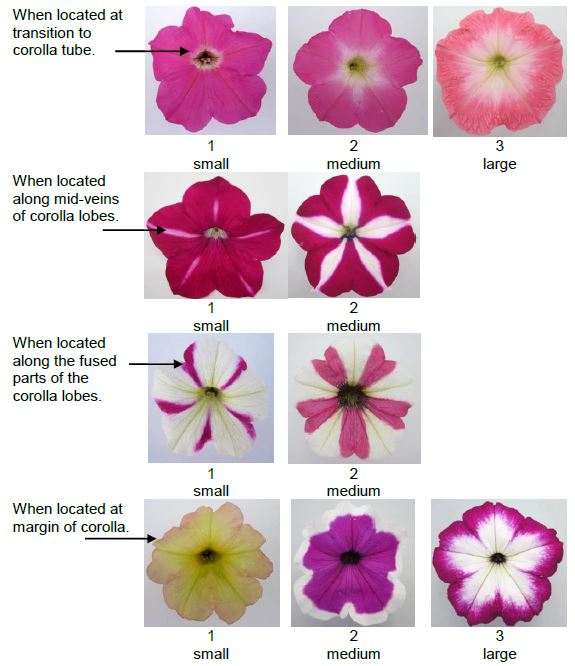 When located at
transition to
corolla tube.
1
small
2
medium
3
large
When located
along mid-veins
of corolla lobes.
1
small
2
medium
When located
along the fused
parts of the
corolla lobes.
1
small
2
medium
When located at
margin of corolla.
1
small
2
medium
3
large